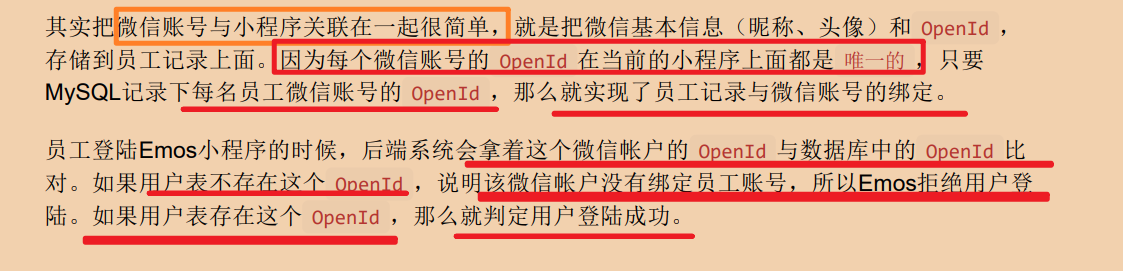 其实把微信账号与小程序关联在一起很简单，就是把微信基本信息（昵称、头像）和 OpenId ，
存储到员工记录上面。因为每个微信账号的 OpenId 在当前的小程序上面都是 唯一的 ，只要
MySQL记录下每名员工微信账号的 OpenId ，那么就实现了员工记录与微信账号的绑定。
员工登陆Emos小程序的时候，后端系统会拿着这个微信帐户的 OpenId 与数据库中的 OpenId 比
对。如果用户表不存在这个 OpenId ，说明该微信帐户没有绑定员工账号，所以Emos拒绝用户登
陆。如果用户表存在这个 OpenId ，那么就判定用户登陆成功。